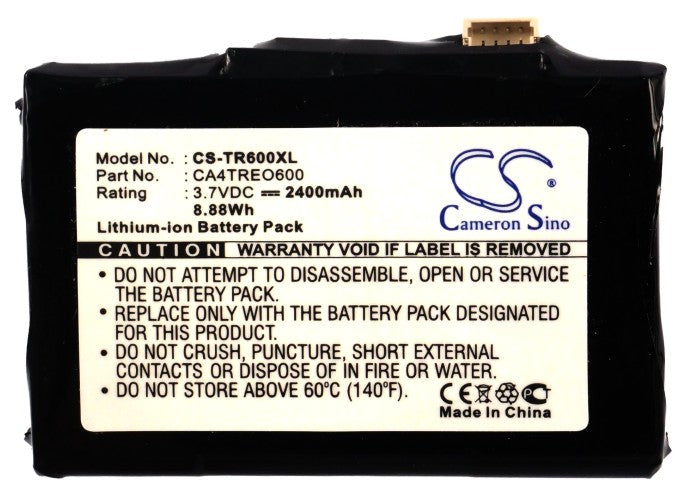 Model No.: CS-TR600XL
Part No.: CA4TREO600
Rating: 3.7VDC ⎓ 2400mAh
8.88Wh
Lithium-ion Battery Pack
CS
Cameron Sino
CAUTION WARRANTY VOID IF LABEL IS REMOVED
• DO NOT ATTEMPT TO DISASSEMBLE, OPEN OR SERVICE
THE BATTERY PACK.
• REPLACE ONLY WITH THE BATTERY PACK DESIGNATED
FOR THIS PRODUCT.
• DO NOT CRUSH, PUNCTURE, SHORT EXTERNAL
CONTACTS OR DISPOSE OF IN FIRE OR WATER.
• DO NOT STORE ABOVE 60°C (140°F).
CE
Made In China